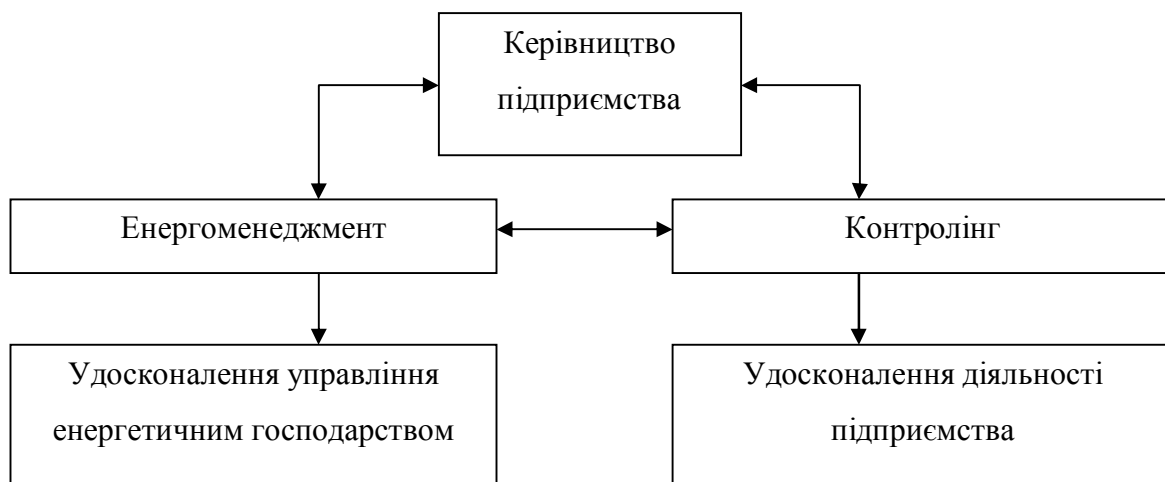 Керівництво
підприємства
Енергоменеджмент
Контролінг
Удосконалення управління
енергетичним господарством
Удосконалення діяльності
підприємства